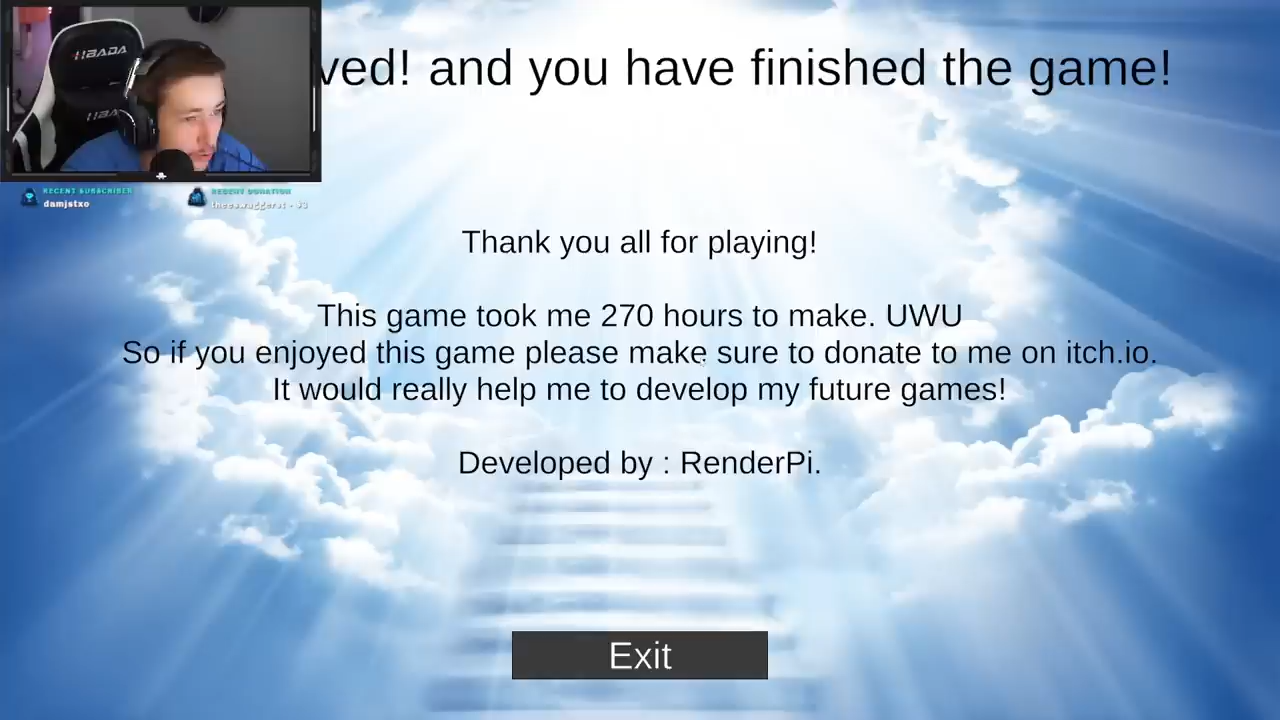 HBADA
HBA
ved! and you have finished the game!
RECENT SUBSCRIBER
damjstxo
RECENT DONATION
Thank you all for playing!
This game took me 270 hours to make. UWU
So if you enjoyed this game please make sure to donate to me on itch.io.
It would really help me to develop my future games!
Developed by : RenderPi.
Exit